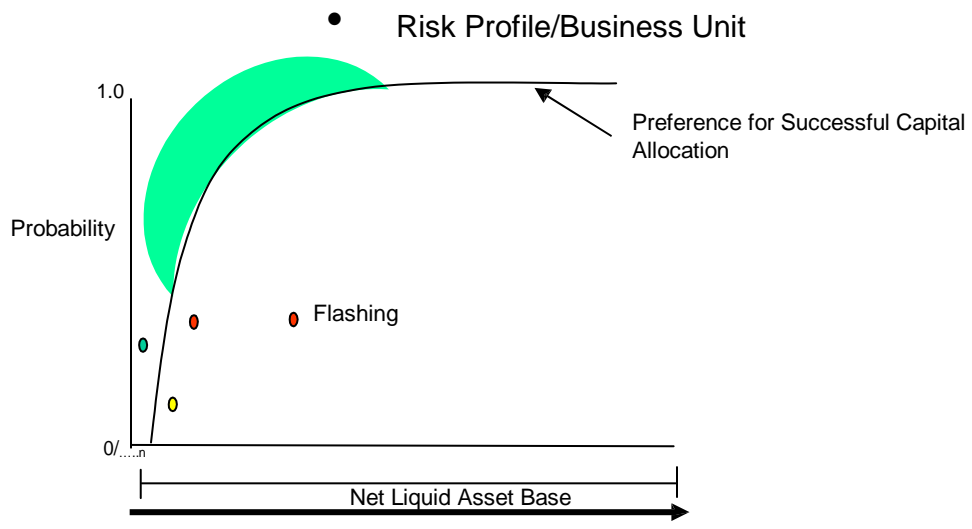 • Risk Profile/Business Unit
1.0
Preference for Successful Capital
Allocation
Probability
Flashing
0/.....n
Net Liquid Asset Base